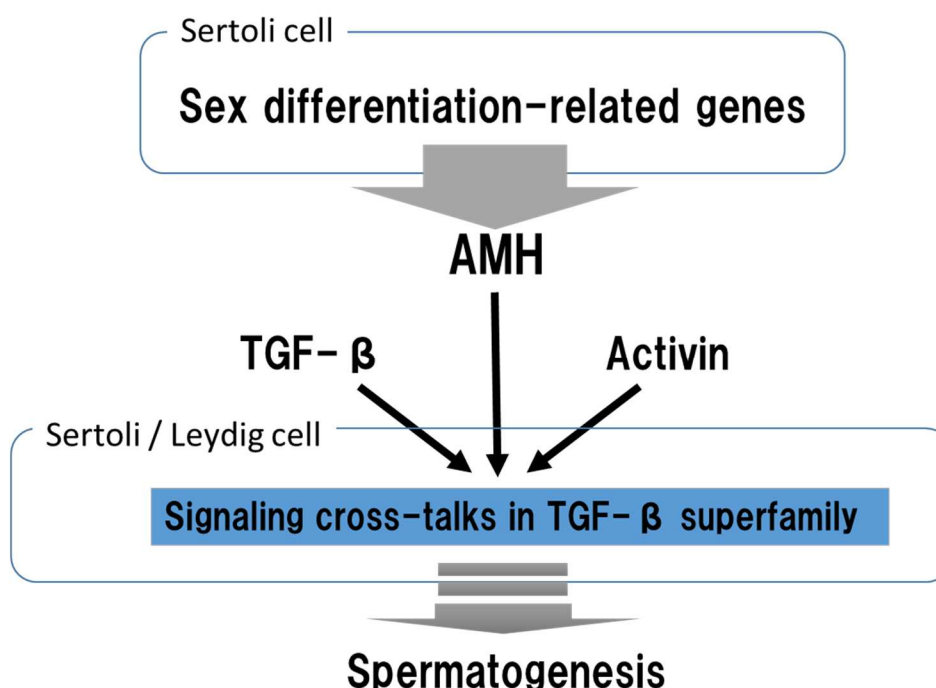 Sertoli cell
Sex differentiation-related genes
AMH
TGF-β
Activin
Sertoli / Leydig cell
Signaling cross-talks in TGF-β superfamily
Spermatogenesis